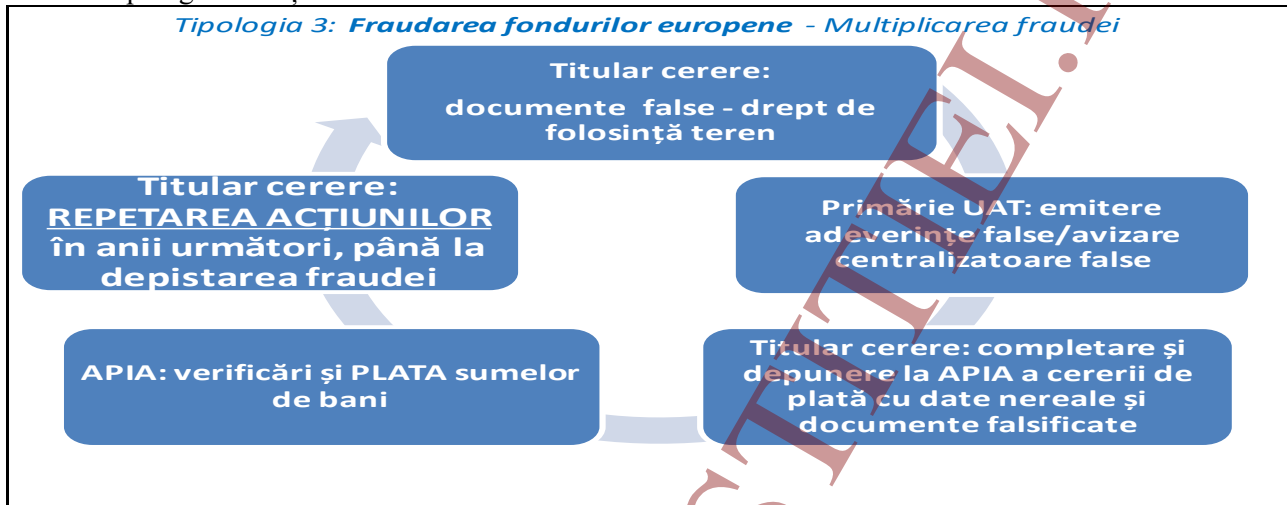 Tipologia 3: Fraudarea fondurilor europene - Multiplicarea fraudei
Titular cerere:
documente false - drept de
folosință teren
Primărie UAT: emitere
adeverințe false/avizare
centralizatoare false
Titular cerere: completare și
depunere la APIA a cererii de
plată cu date nereale și
documente falsificate
APIA: verificări și PLATA sumelor
de bani
Titular cerere:
REPETAREA ACȚIUNILOR
în anii următori, până la
depistarea fraudei
STITIEI.